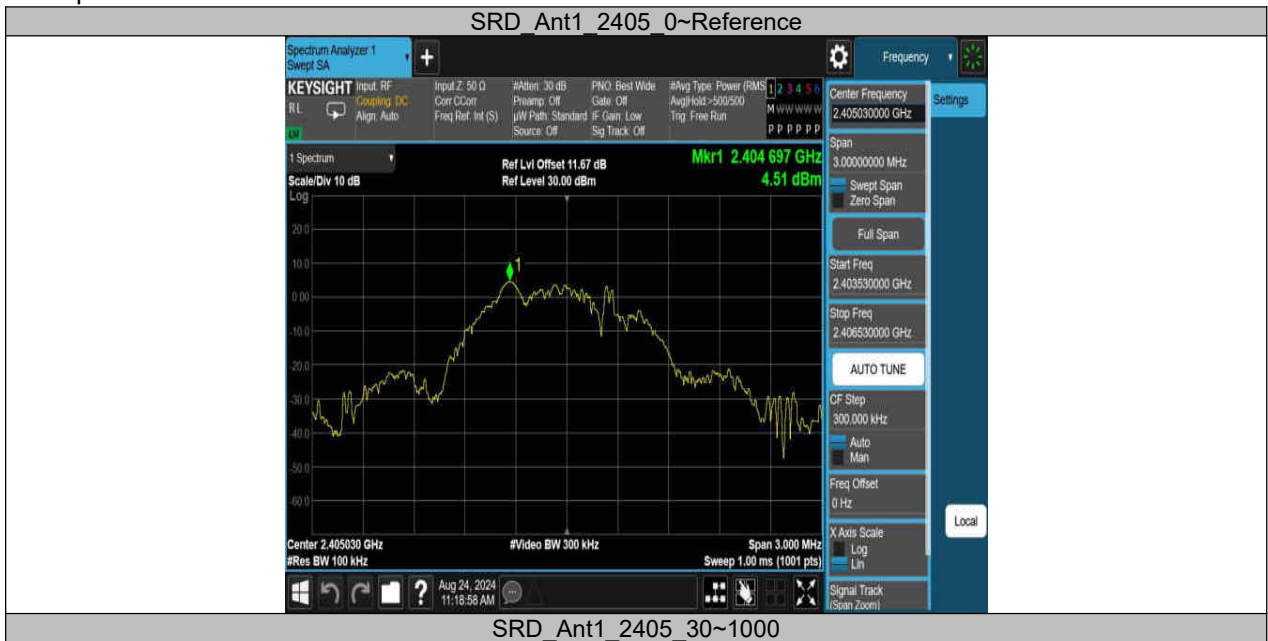 SRD_Ant1_2405_0~Reference
Spectrum Analyzer 1
Swept SA
+
Frequency
KEYSIGHT
RL
Input: RF
Coupling: DC
Align: Auto
Input Z: 50 Ω
Corr CCorr
Freq Ref: Int (S)
#Atten: 30 dB
Preamp: Off
µW Path: Standard
Source: Off
PNO: Best Wide
Gate: Off
IF Gain: Low
Sig Track: Off
#Avg Type: Power (RMS
Avg|Hold:>500/500
Trig: Free Run
1 2 3 4 5 6
M W W W W W
P P P P P P
Center Frequency
2.405030000 GHz
Settings
1 Spectrum
Scale/Div 10 dB
Ref Lvl Offset 11.67 dB
Ref Level 30.00 dBm
Mkr1 2.404 697 GHz
4.51 dBm
Span
3.00000000 MHz
Swept Span
Zero Span
Full Span
Start Freq
2.403530000 GHz
Stop Freq
2.406530000 GHz
AUTO TUNE
CF Step
300.000 kHz
Auto
Man
Freq Offset
0 Hz
X Axis Scale
Log
Lin
Signal Track
(Span Zoom)
Local
Log
20.0
10.0
0.00
-10.0
-20.0
-30.0
-40.0
-50.0
-60.0
1
Center 2.405030 GHz
#Res BW 100 kHz
#Video BW 300 kHz
Span 3.000 MHz
Sweep 1.00 ms (1001 pts)
?
Aug 24, 2024
11:18:58 AM
SRD_Ant1_2405_30~1000